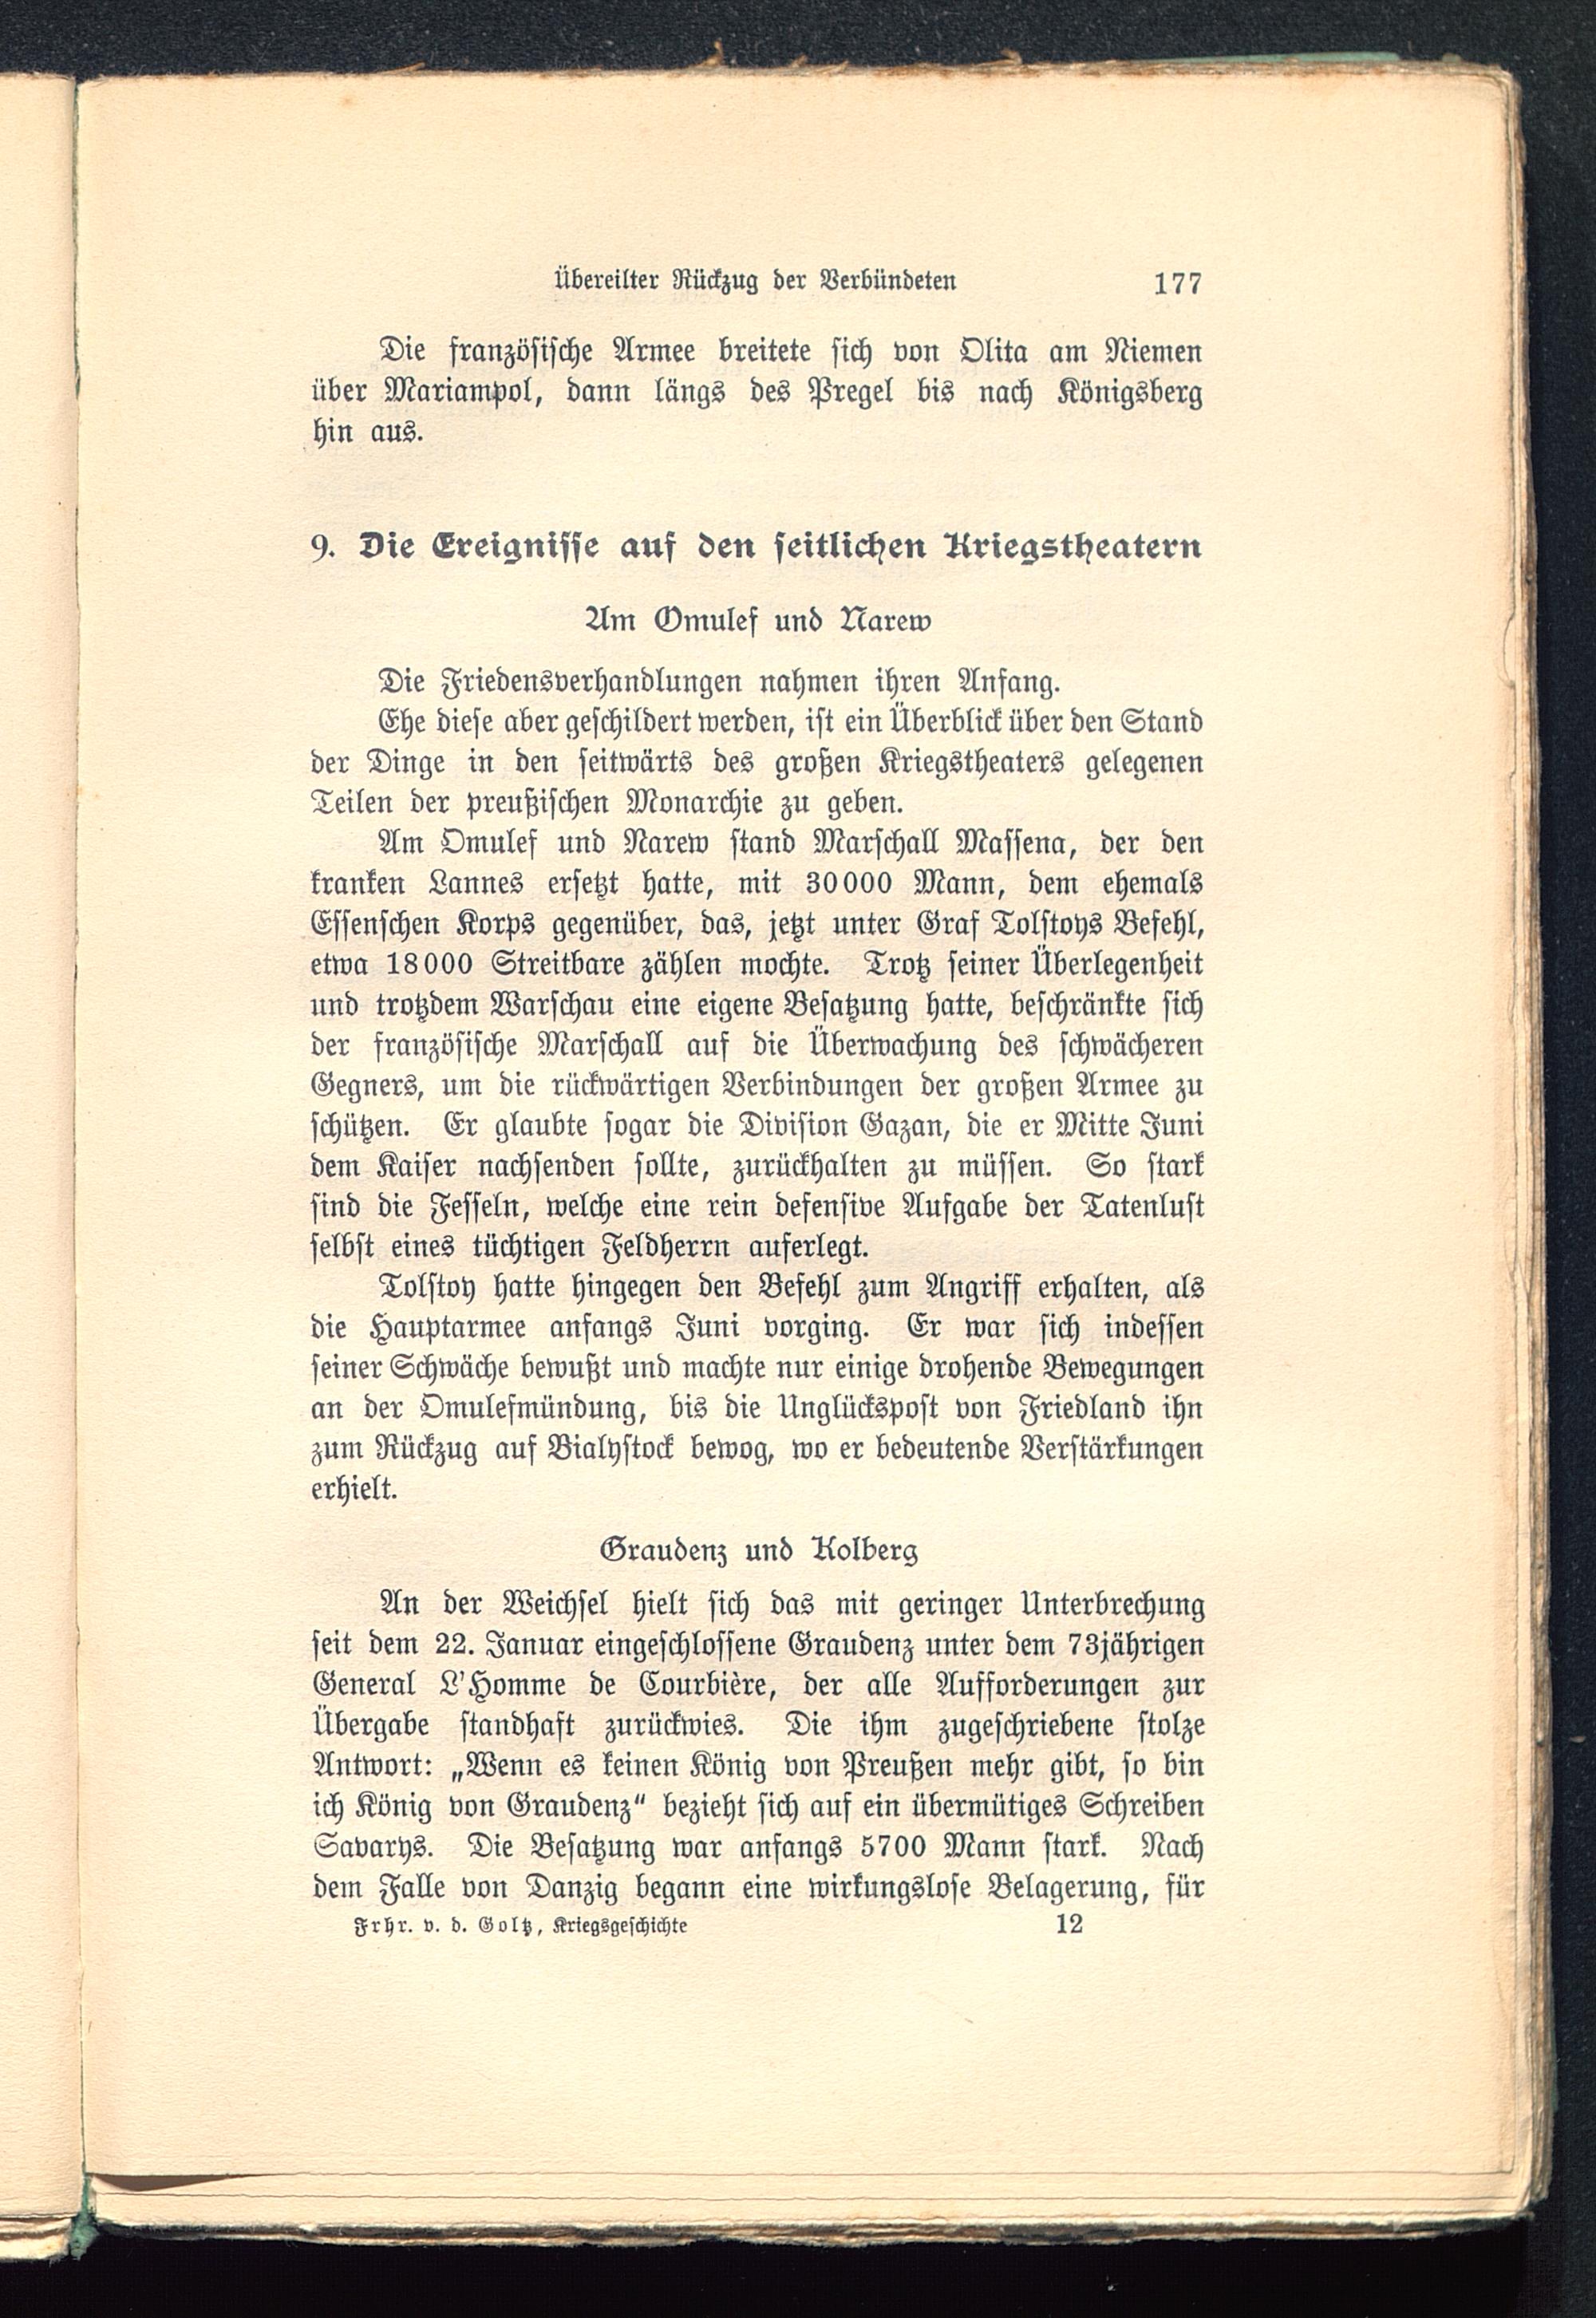 Übereilter Rückzug der Verbündeten 177
Die französische Armee breitete sich von Olita am Niemen
über Mariampol, dann längs des Pregel bis nach Königsberg
hin aus.
9. Die Ereignisse auf den seitlichen Kriegstheatern
Am Omulef und Narew
Die Friedensverhandlungen nahmen ihren Anfang.
Ehe diese aber geschildert werden, ist ein Überblick über den Stand
der Dinge in den seitwärts des großen Kriegstheaters gelegenen
Teilen der preußischen Monarchie zu geben.
Am Omulef und Narew stand Marschall Massena, der den
kranken Lannes ersetzt hatte, mit 30000 Mann, dem ehemals
Essenschen Korps gegenüber, das, jetzt unter Graf Tolstoys Befehl,
etwa 18000 Streitbare zählen mochte. Trotz seiner Überlegenheit
und trotzdem Warschau eine eigene Besatzung hatte, beschränkte sich
der französische Marschall auf die Überwachung des schwächeren
Gegners, um die rückwärtigen Verbindungen der großen Armee zu
schützen. Er glaubte sogar die Division Gazan, die er Mitte Juni
dem Kaiser nachsenden sollte, zurückhalten zu müssen. So stark
sind die Fesseln, welche eine rein defensive Aufgabe der Tatenlust
selbst eines tüchtigen Feldherrn auferlegt.
Tolstoy hatte hingegen den Befehl zum Angriff erhalten, als
die Hauptarmee anfangs Juni vorging. Er war sich indessen
seiner Schwäche bewußt und machte nur einige drohende Bewegungen
an der Omulefmündung, bis die Unglückspost von Friedland ihn
zum Rückzug auf Bialystock bewog, wo er bedeutende Verstärkungen
erhielt.
Graudenz und Kolberg
An der Weichsel hielt sich das mit geringer Unterbrechung
seit dem 22. Januar eingeschlossene Graudenz unter dem 73jährigen
General L'Homme de Courbière, der alle Aufforderungen zur
Übergabe standhaft zurückwies. Die ihm zugeschriebene stolze
Antwort: „Wenn es keinen König von Preußen mehr gibt, so bin
ich König von Graudenz“ bezieht sich auf ein übermütiges Schreiben
Savarys. Die Besatzung war anfangs 5700 Mann stark. Nach
dem Falle von Danzig begann eine wirkungslose Belagerung, für
Frhr. v. d. Goltz, Kriegsgeschichte 12